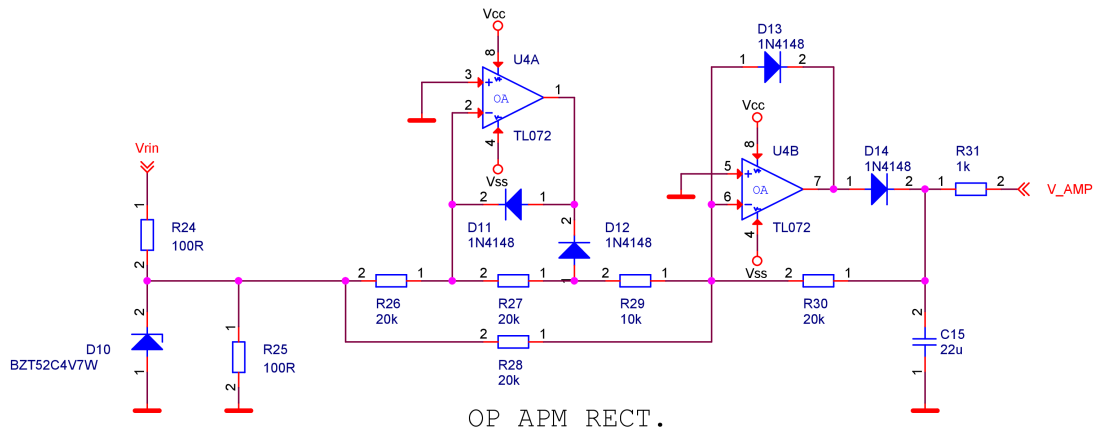 Vcc
8
U4A
3
V+
+
OA
1
2
-
V-
4
TL072
Vss
D13
1N4148
1
2
Vcc
8
U4B
5
V+
+
OA
7
6
-
V-
4
TL072
Vss
D14
1N4148
1
2
R31
1k
1
2
V_AMP
Vrin
1
R24
100R
2
2
D11
1N4148
1
2
D12
1N4148
1
2
R26
20k
1
2
R27
20k
1
2
R29
10k
1
2
R30
20k
1
2
R28
20k
1
2
D10
BZT52C4V7W
1
1
R25
100R
2
2
C15
22u
1
OP APM RECT.